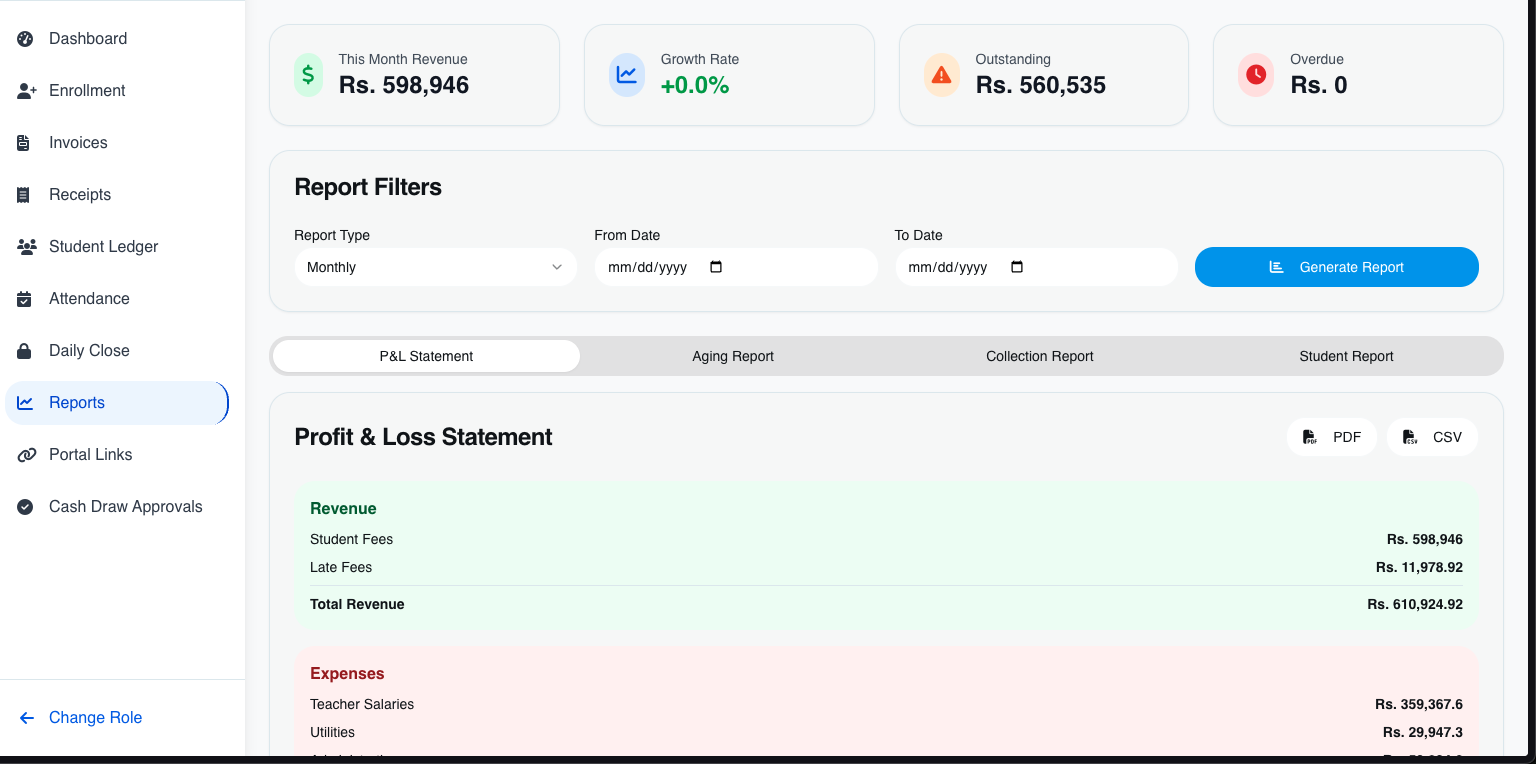 Dashboard
Enrollment
Invoices
Receipts
Student Ledger
Attendance
Daily Close
Reports
Portal Links
Cash Draw Approvals
Change Role
This Month Revenue
Rs. 598,946
Growth Rate
+0.0%
Outstanding
Rs. 560,535
Overdue
Rs. 0
Report Filters
Report Type
Monthly
From Date
mm/dd/yyyy
To Date
mm/dd/yyyy
Generate Report
P&L Statement
Aging Report
Collection Report
Student Report
Profit & Loss Statement
PDF
CSV
Revenue
Student Fees Rs. 598,946
Late Fees Rs. 11,978.92
Total Revenue Rs. 610,924.92
Expenses
Teacher Salaries Rs. 359,367.6
Utilities Rs. 29,947.3